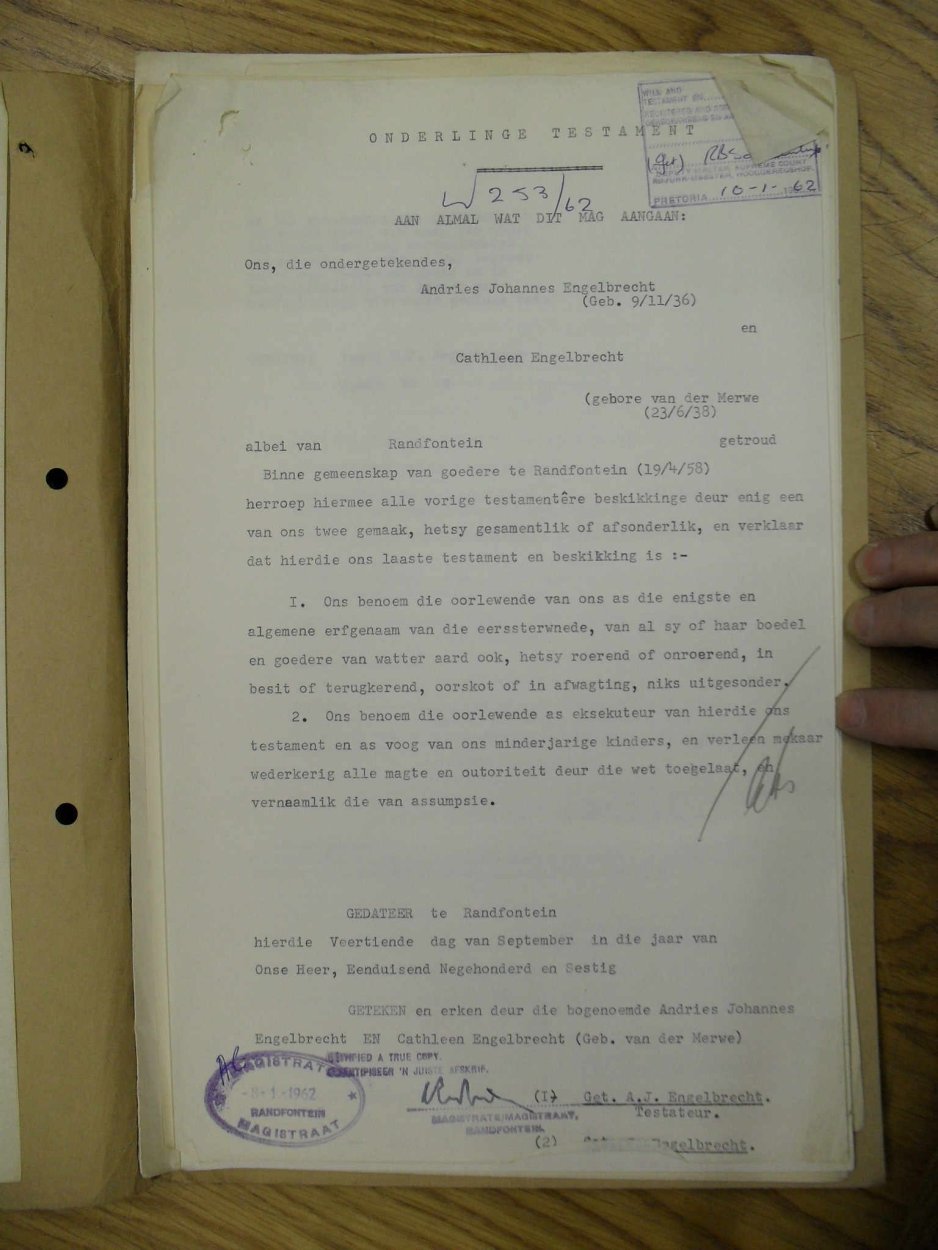 WILL AND
TESTAMENT
ONDERLINGE TESTAMENT
(get)
PRETORIA 10-1-1962
W 253/62
AAN ALMAL WAT DIT MAG AANGAAN:
Ons, die ondergetekendes,
Andries Johannes Engelbrecht
(Geb. 9/11/36)
en
Cathleen Engelbrecht
(gebore van der Merwe
(23/6/38)
albei van Randfontein getroud
Binne gemeenskap van goedere te Randfontein (19/4/58)
herroep hiermee alle vorige testamentêre beskikkinge deur enig een
van ons twee gemaak, hetsy gesamentlik of afsonderlik, en verklaar
dat hierdie ons laaste testament en beskikking is :-
I. Ons benoem die oorlewende van ons as die enigste en
algemene erfgenaam van die eerssterwnede, van al sy of haar boedel
en goedere van watter aard ook, hetsy roerend of onroerend, in
besit of terugkerend, oorskot of in afwagting, niks uitgesonder.
2. Ons benoem die oorlewende as eksekuteur van hierdie ons
testament en as voog van ons minderjarige kinders, en verleen mekaar
wederkerig alle magte en outoriteit deur die wet toegelaat, en
vernaamlik die van assumpsie.
GEDATEER te Randfontein
hierdie Veertiende dag van September in die jaar van
Onse Heer, Eenduisend Negehonderd en Sestig
GETEKEN en erken deur die bogenoemde Andries Johannes
Engelbrecht EN Cathleen Engelbrecht (Geb. van der Merwe)
CERTIFIED A TRUE COPY.
GESERTIFISEER 'N JUISTE AFSKRIF.
MAGISTRATE
8-1-1962
RANDFONTEIN
MAGISTRAAT
(I) Get. A.J. Engelbrecht.
Testateur.
MAGISTRATE/MAGISTRAAT,
RANDFONTEIN.
(2) Engelbrecht.